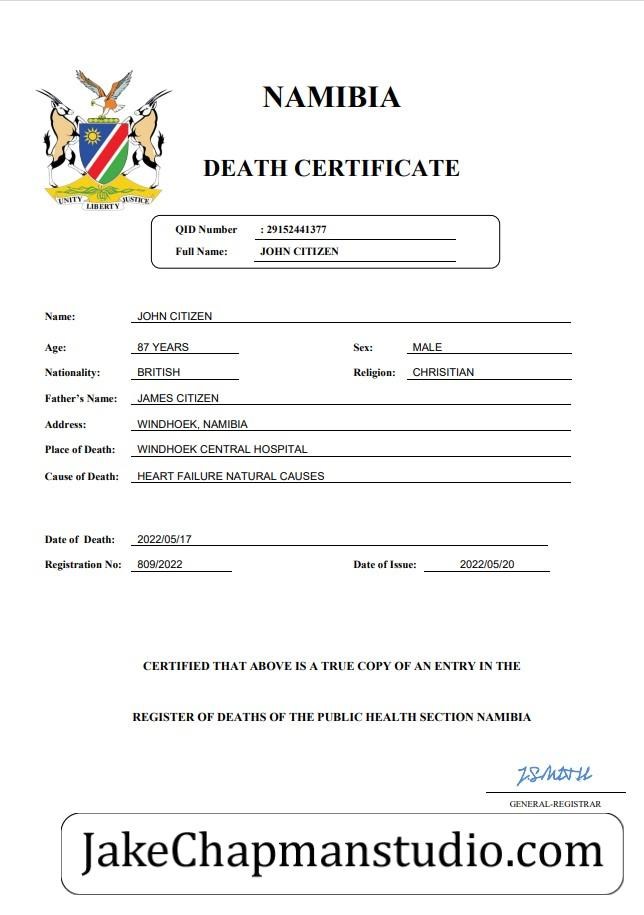 NAMIBIA
DEATH CERTIFICATE
UNITY LIBERTY JUSTICE
QID Number : 29152441377
Full Name: JOHN CITIZEN
Name: JOHN CITIZEN
Age: 87 YEARS Sex: MALE
Nationality: BRITISH Religion: CHRISITIAN
Father's Name: JAMES CITIZEN
Address: WINDHOEK, NAMIBIA
Place of Death: WINDHOEK CENTRAL HOSPITAL
Cause of Death: HEART FAILURE NATURAL CAUSES
Date of Death: 2022/05/17
Registration No: 809/2022 Date of Issue: 2022/05/20
CERTIFIED THAT ABOVE IS A TRUE COPY OF AN ENTRY IN THE
REGISTER OF DEATHS OF THE PUBLIC HEALTH SECTION NAMIBIA
GENERAL-REGISTRAR
JakeChapmanstudio.com